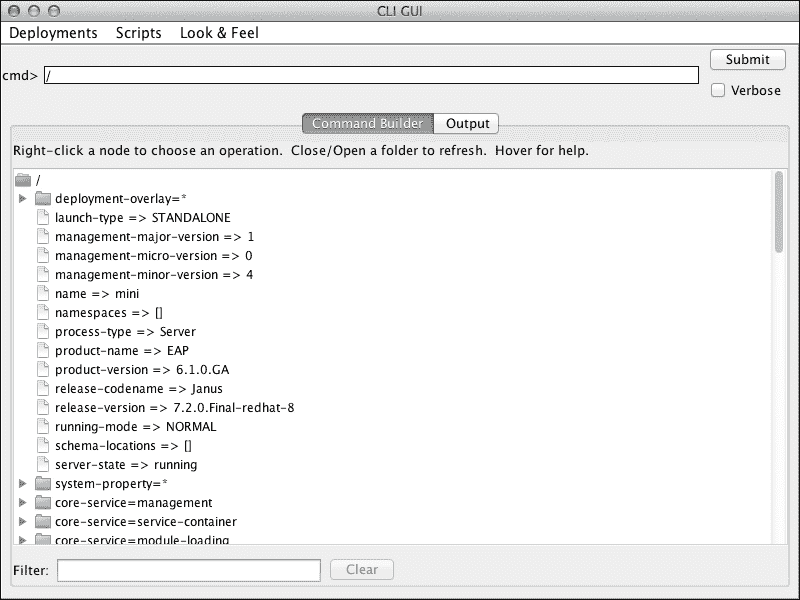 CLI GUI
Deployments Scripts Look & Feel
cmd> /
Submit
Verbose
Command Builder Output
Right-click a node to choose an operation. Close/Open a folder to refresh. Hover for help.
/
deployment-overlay=*
launch-type => STANDALONE
management-major-version => 1
management-micro-version => 0
management-minor-version => 4
name => mini
namespaces => []
process-type => Server
product-name => EAP
product-version => 6.1.0.GA
release-codename => Janus
release-version => 7.2.0.Final-redhat-8
running-mode => NORMAL
schema-locations => []
server-state => running
system-property=*
core-service=management
core-service=service-container
core-service=module-loading
Filter: Clear